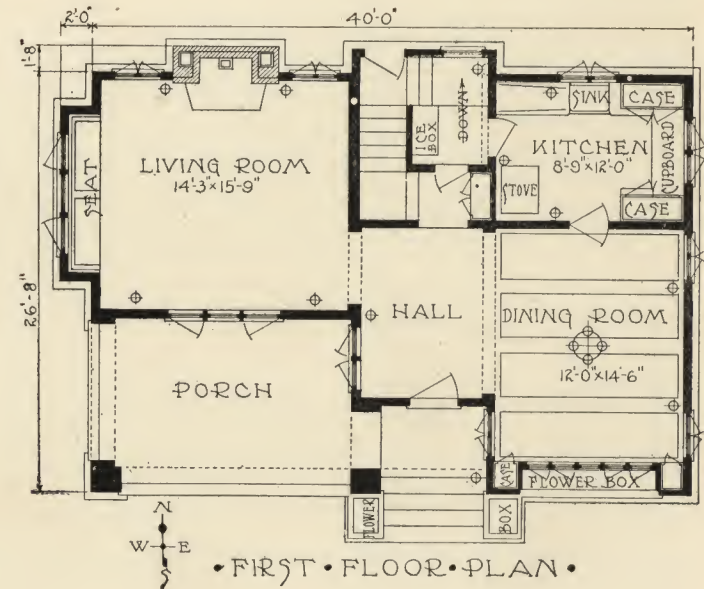 2'-0" 40'-0"
1'-8"
26'-8"
SEAT
LIVING ROOM
14'-3"×15'-9"
ICE
BOX
DOWN
SINK
CASE
KITCHEN
8'-9"×12'-0"
CUPBOARD
STOVE
CASE
HALL
DINING ROOM
12'-0"×14'-6"
PORCH
CASE
FLOWER BOX
FLOWER
BOX
N
W E
S
•FIRST•FLOOR•PLAN•